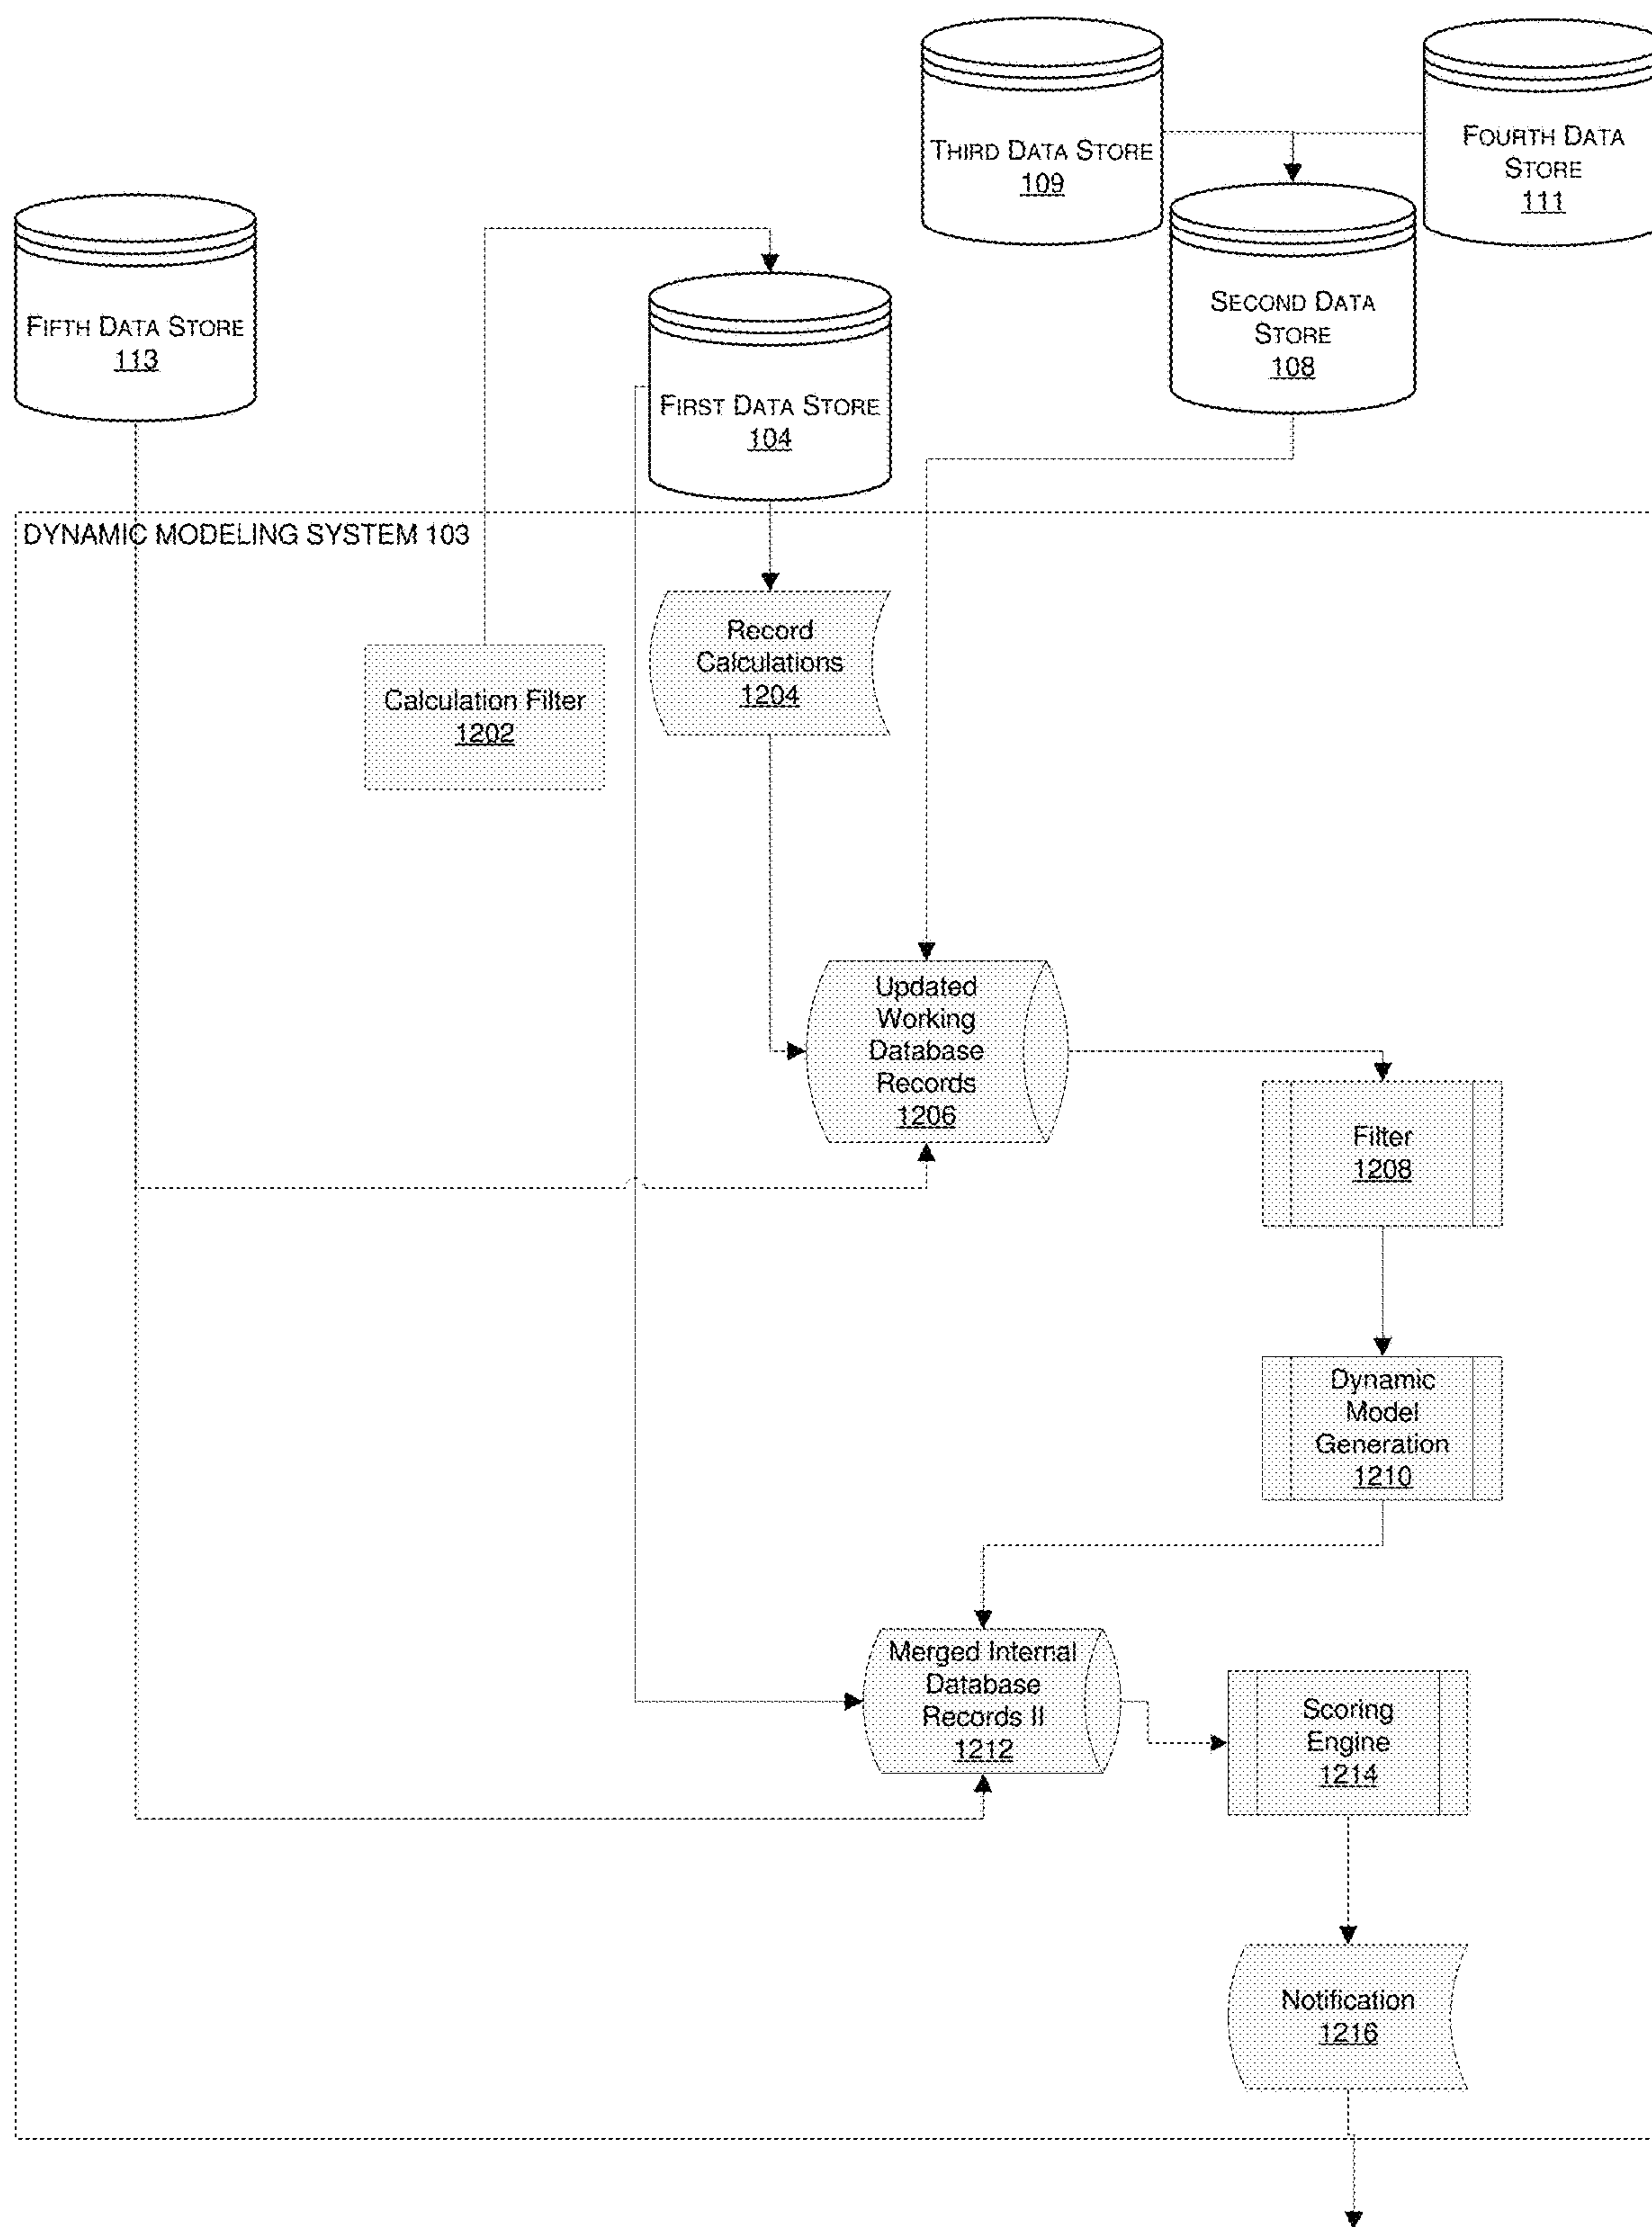 THIRD DATA STORE
109
FOURTH DATA
STORE
111
SECOND DATA
STORE
108
FIFTH DATA STORE
113
FIRST DATA STORE
104
DYNAMIC MODELING SYSTEM 103
Record
Calculations
1204
Calculation Filter
1202
Updated
Working
Database
Records
1206
Filter
1208
Dynamic
Model
Generation
1210
Merged Internal
Database
Records II
1212
Scoring
Engine
1214
Notification
1216